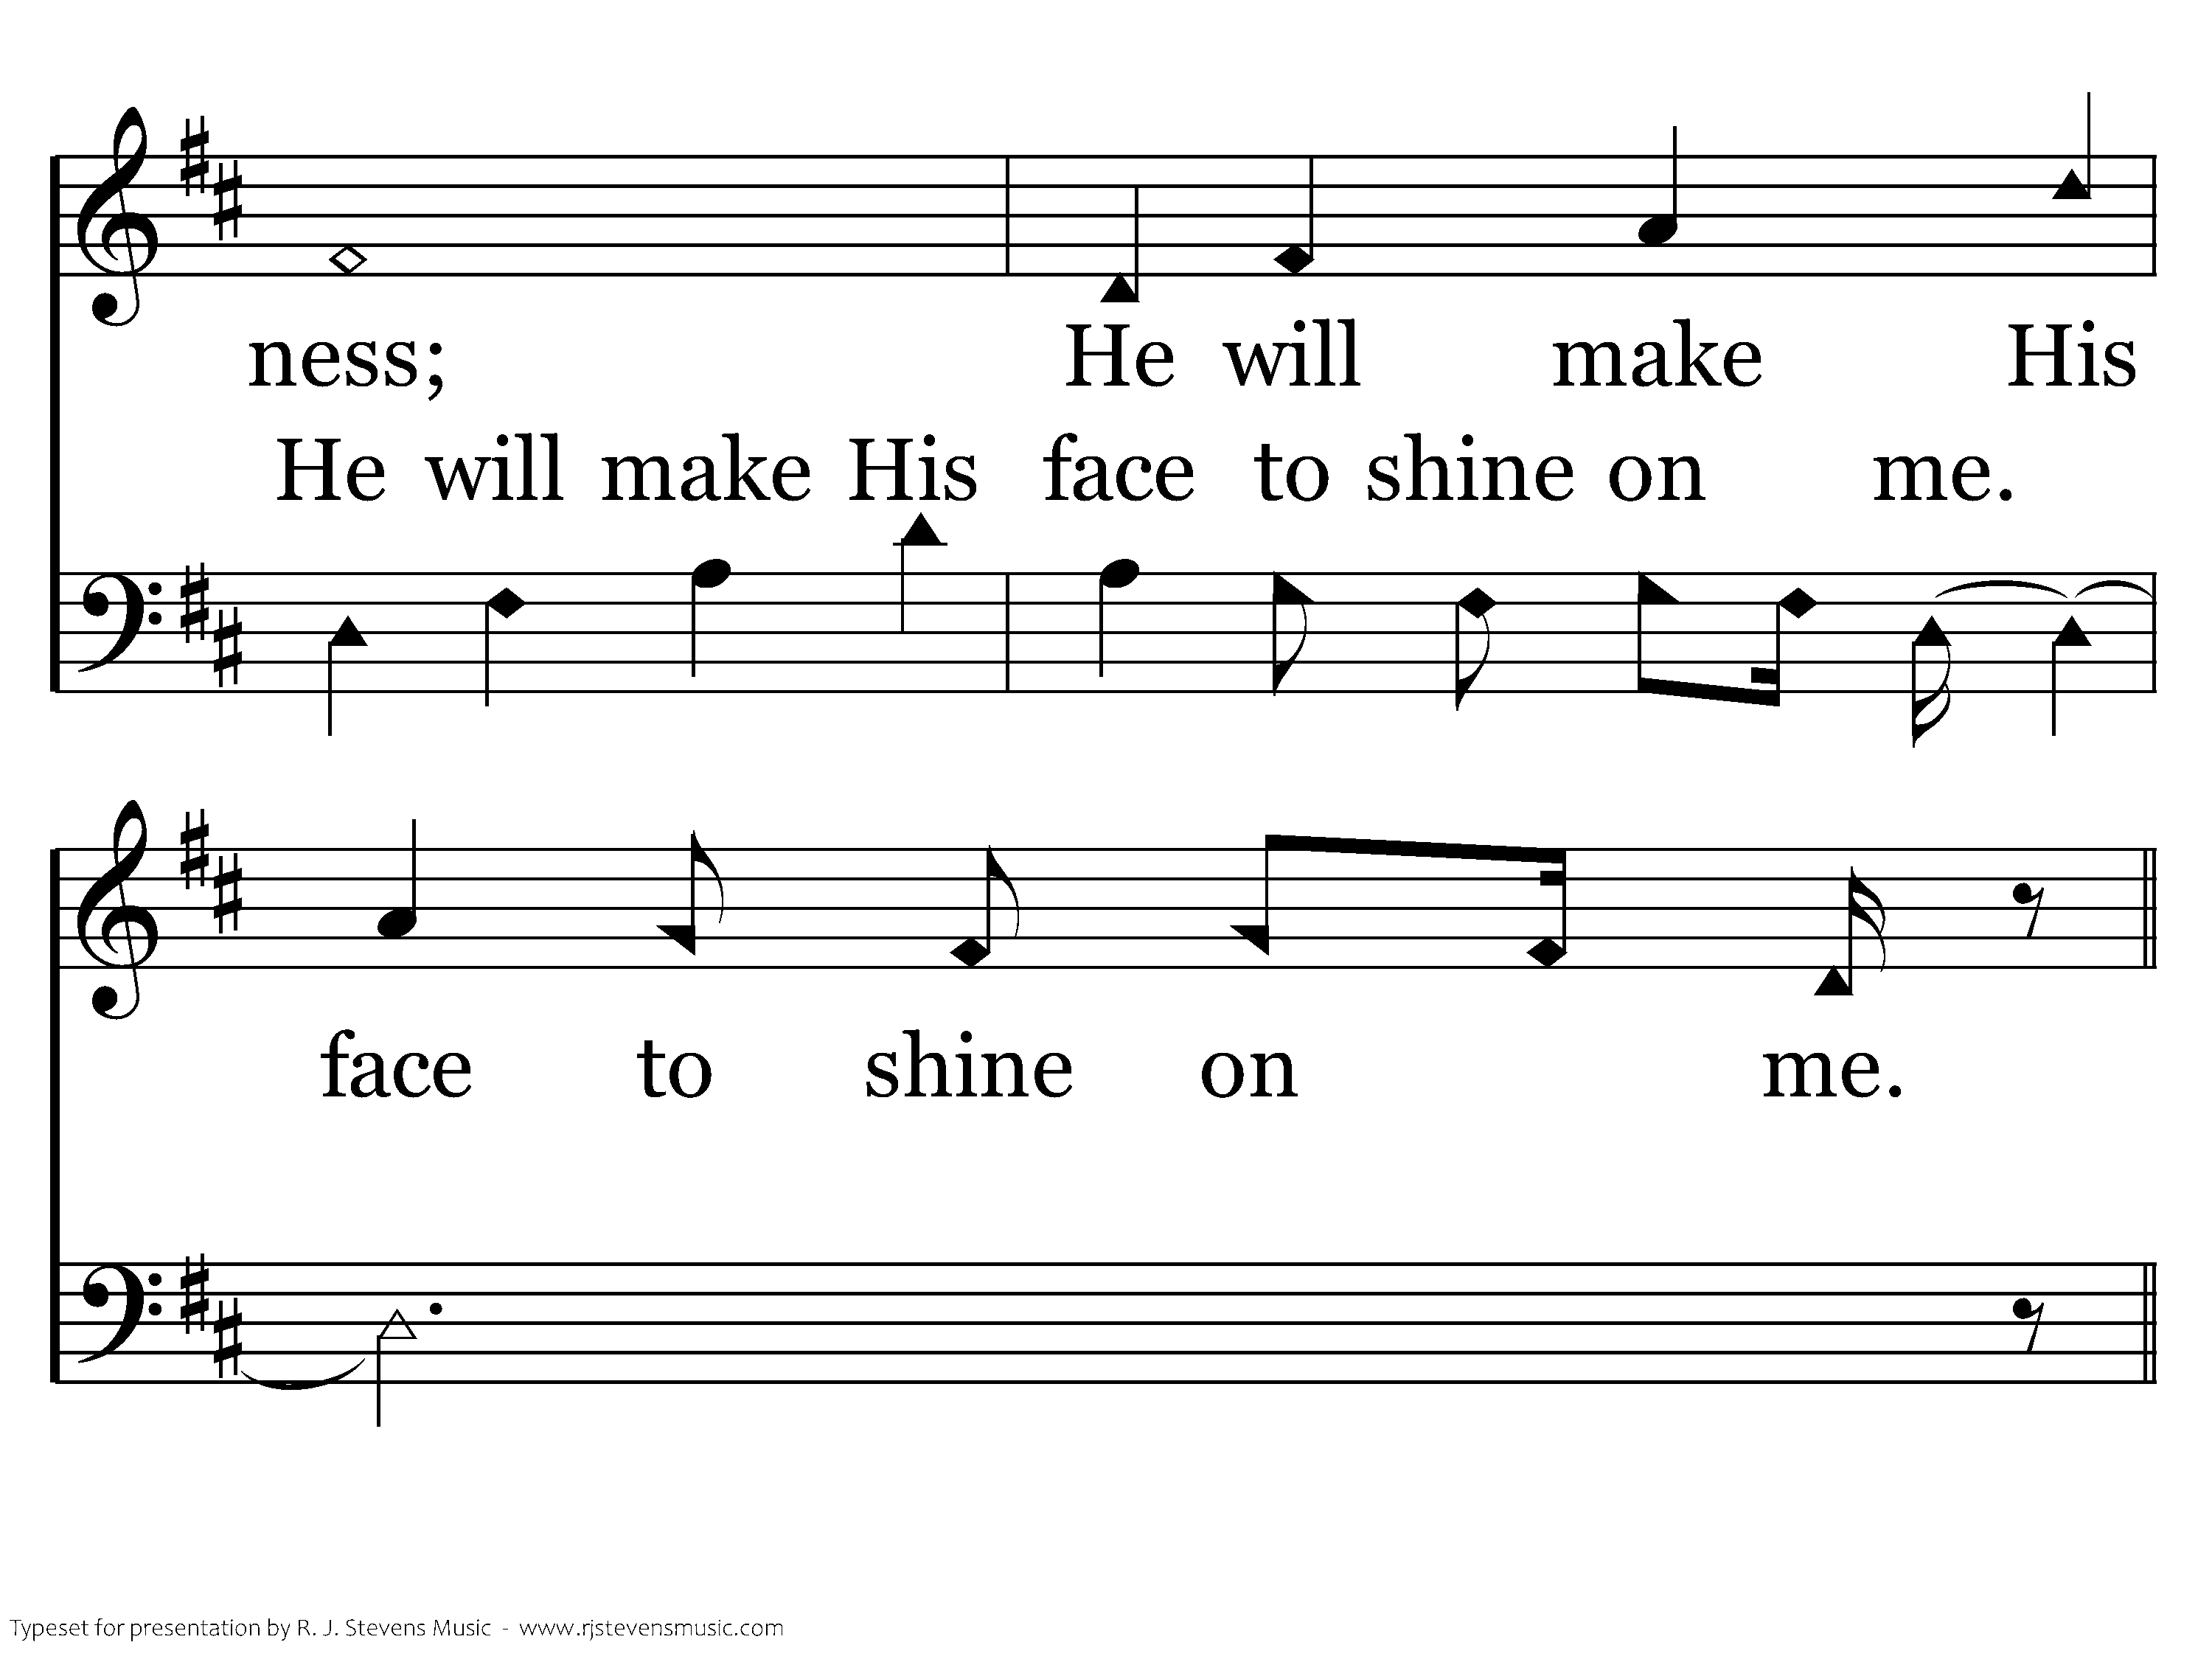 ness; He will make His
He will make His face to shine on me.
face to shine on me.
Typeset for presentation by R. J. Stevens Music - www.rjstevensmusic.com